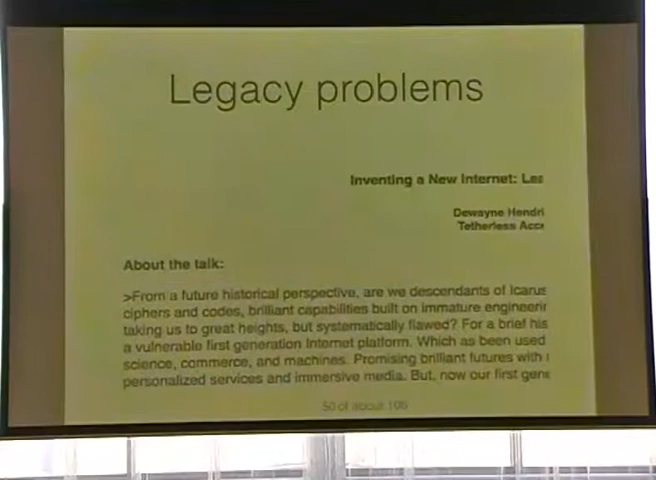 Legacy problems
Inventing a New Internet: Les
Dewayne Hendri
Tetherless Acce
About the talk:
>From a future historical perspective, are we descendants of Icarus
ciphers and codes, brilliant capabilities built on immature engineerin
taking us to great heights, but systematically flawed? For a brief his
a vulnerable first generation Internet platform. Which as been used
science, commerce, and machines. Promising brilliant futures with
personalized services and immersive media. But, now our first gene
50 of about 106